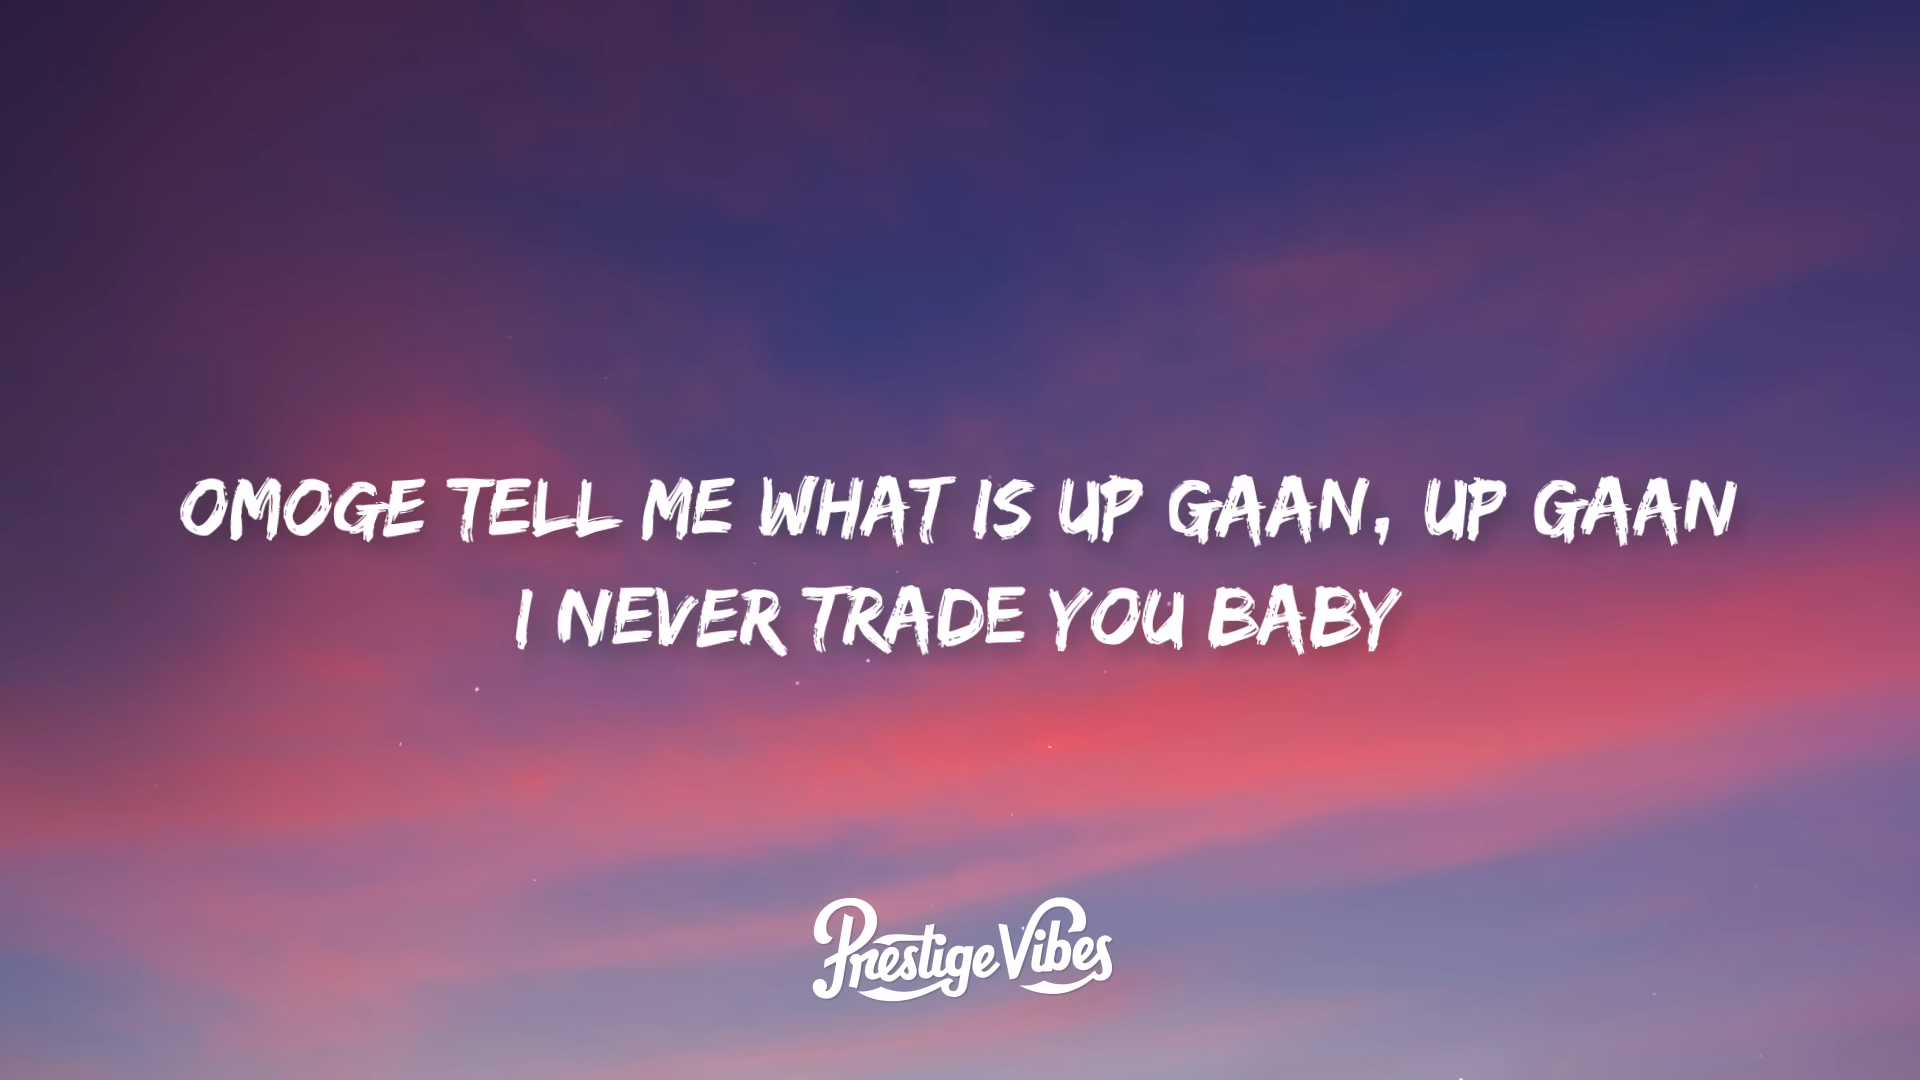 OMOGE TELL ME WHAT IS UP GAAN, UP GAAN
I NEVER TRADE YOU BABY
Prestige Vibes